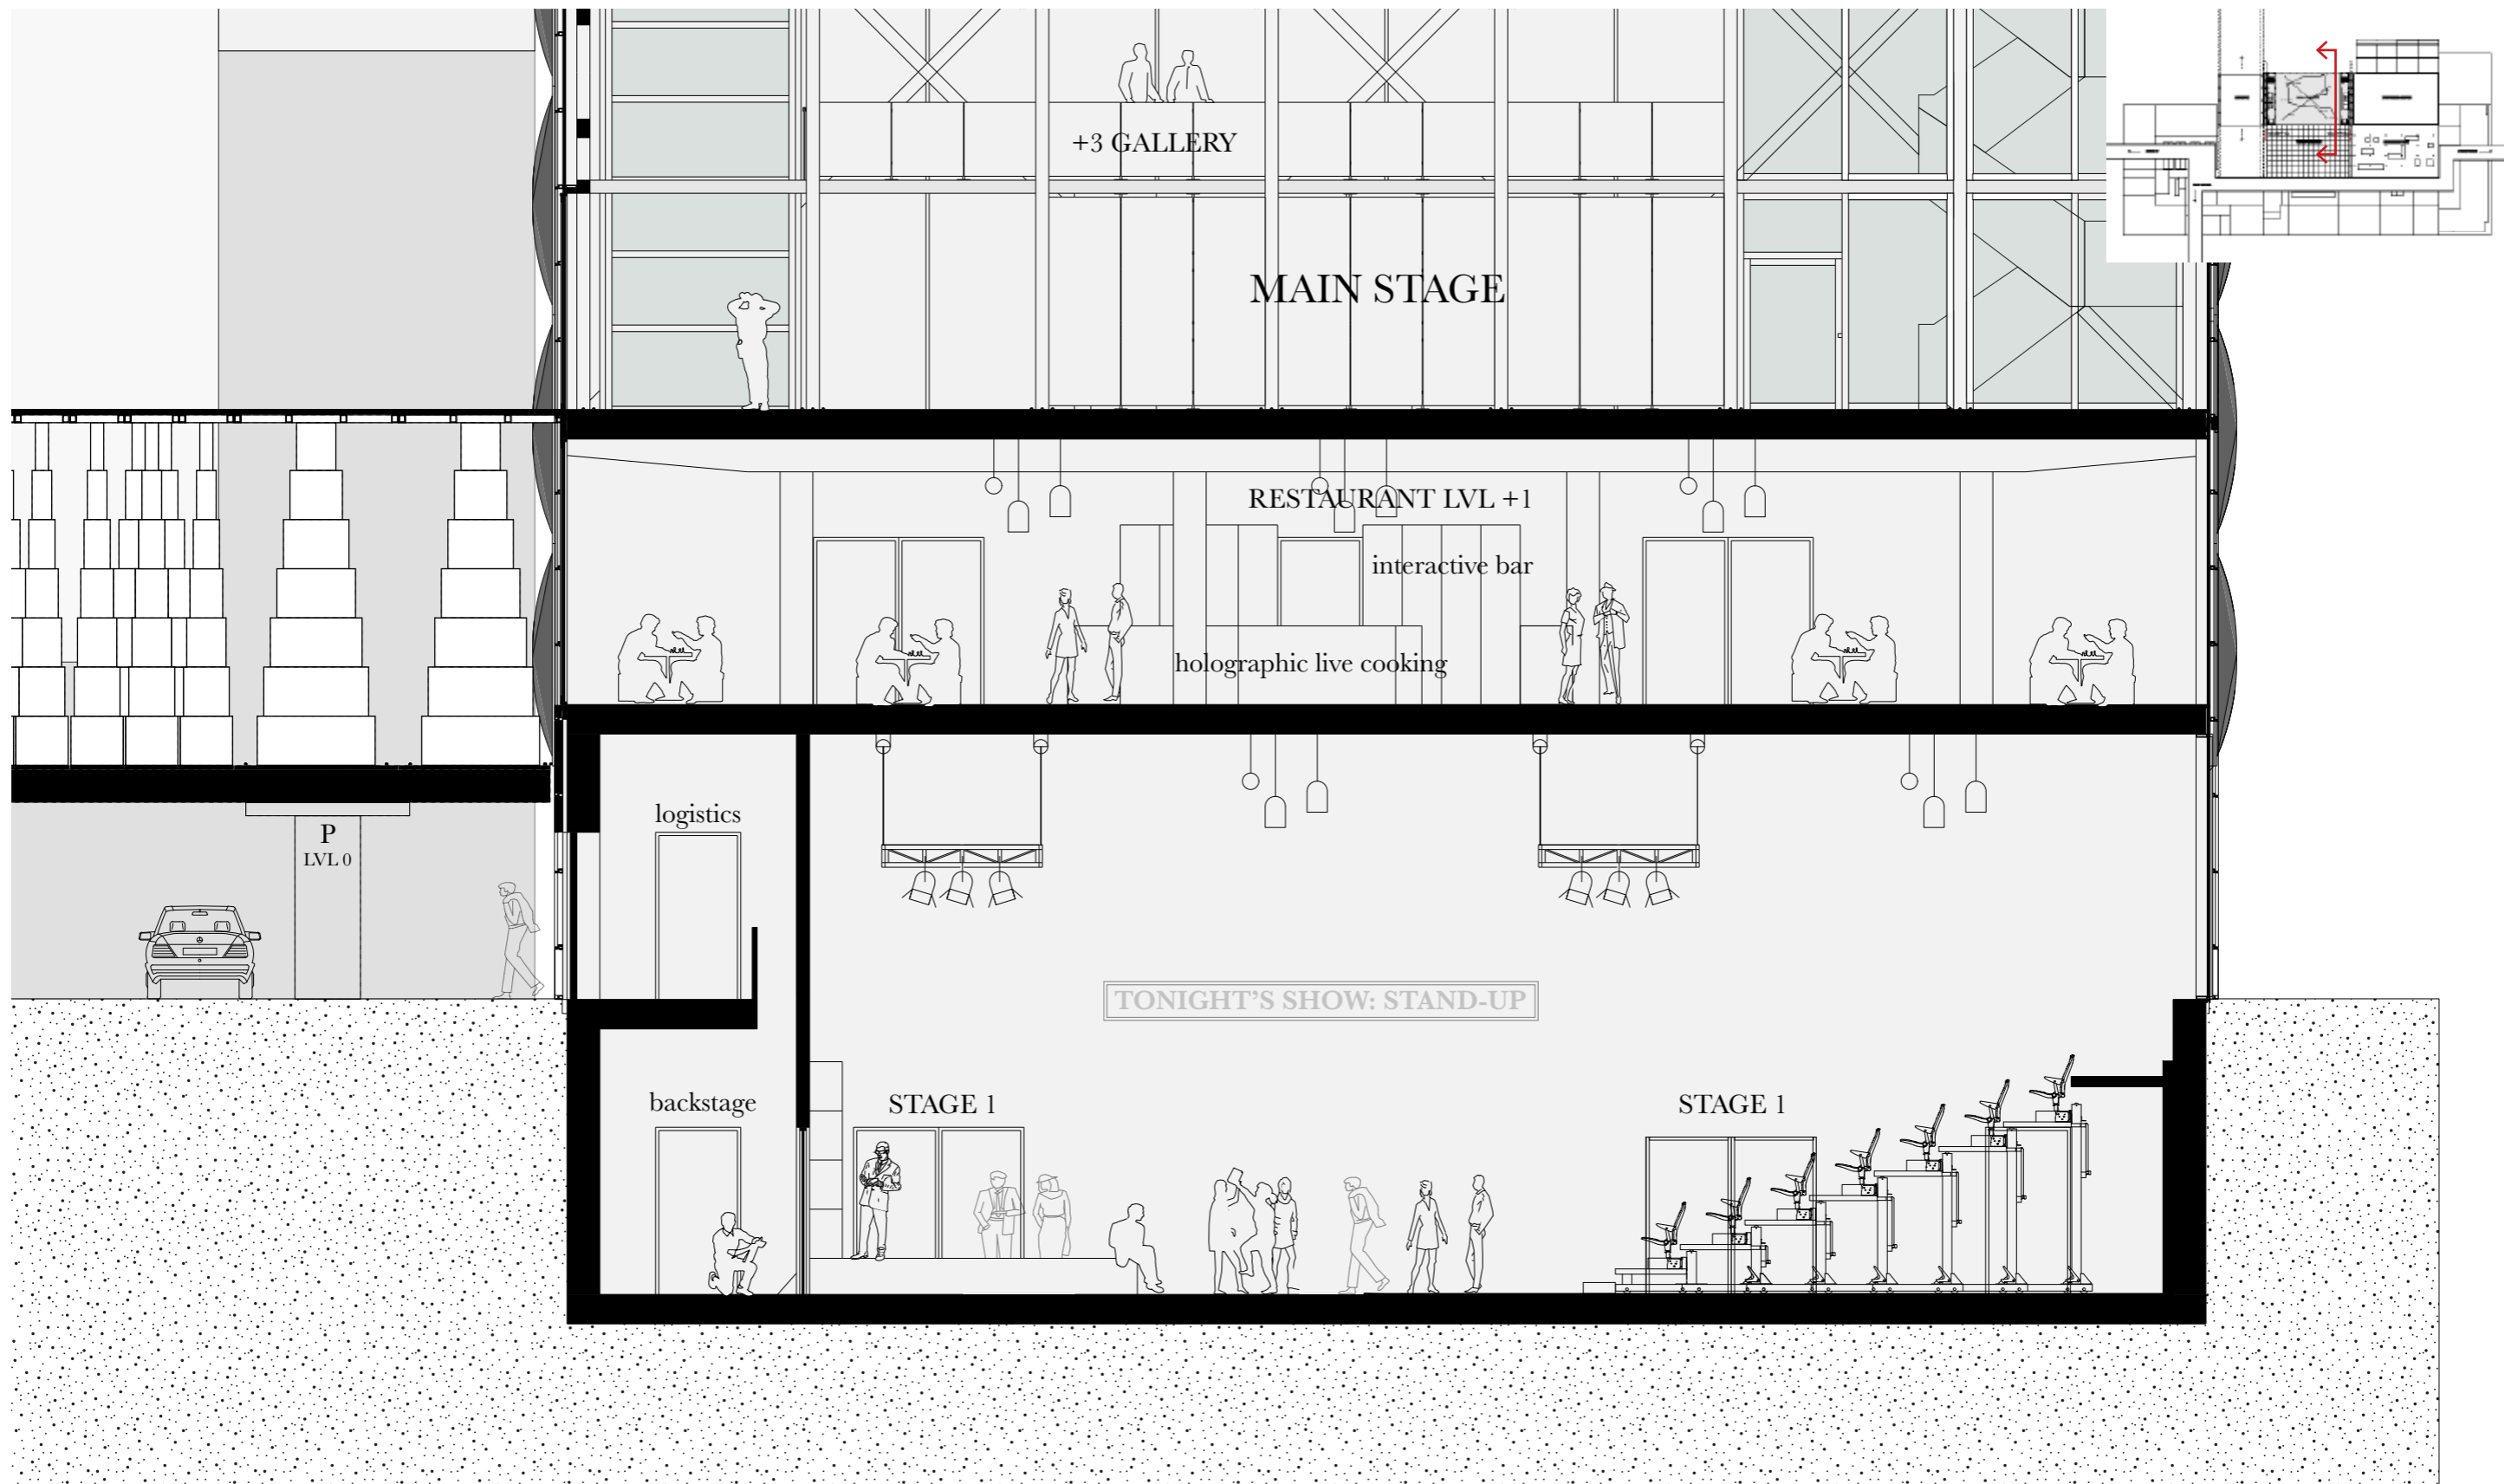 +3 GALLERY
MAIN STAGE
RESTAURANT LVL +1
interactive bar
holographic live cooking
logistics
P
LVL 0
TONIGHT'S SHOW: STAND-UP
backstage
STAGE 1
STAGE 1